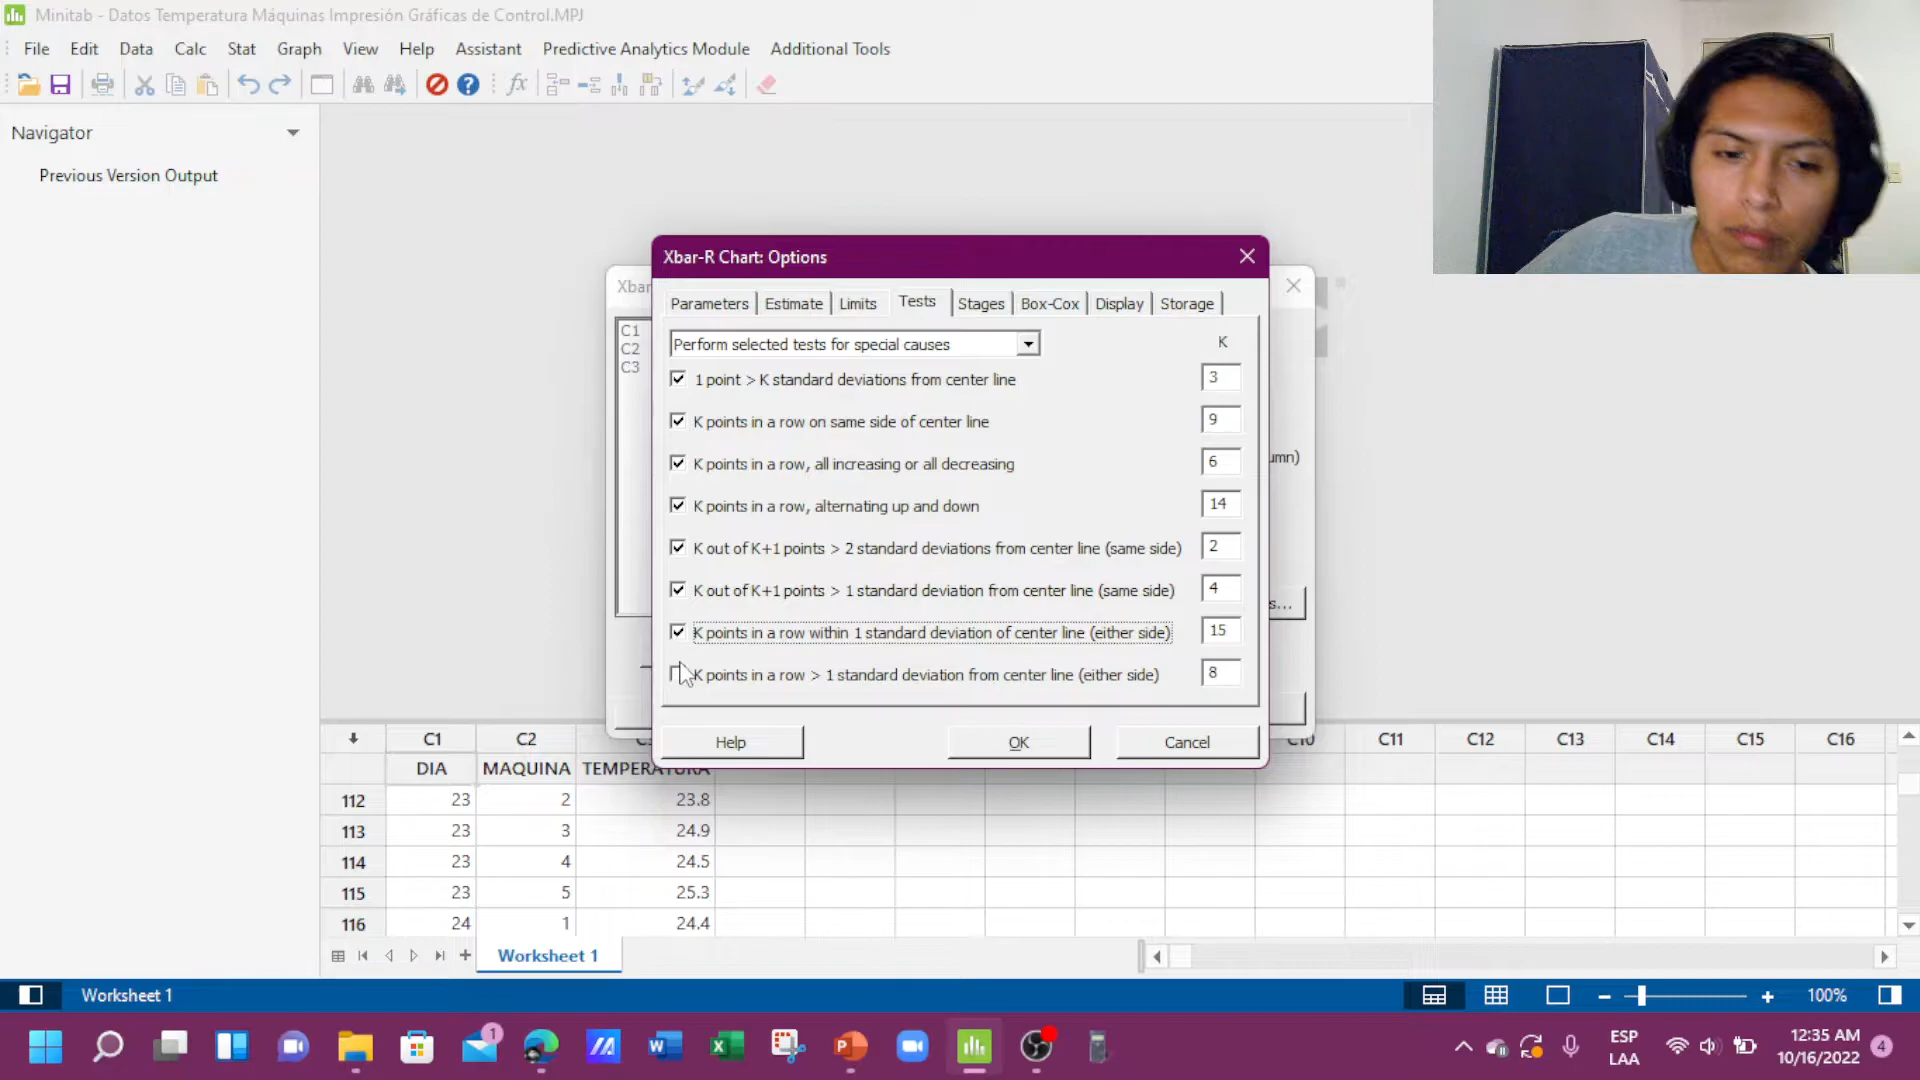 Minitab - Datos Temperatura Máquinas Impresión Gráficas de Control.MPJ
File Edit Data Calc Stat Graph View Help Assistant Predictive Analytics Module Additional Tools
Navigator
Previous Version Output
Xbar-R Chart: Options
Parameters Estimate Limits Tests Stages Box-Cox Display Storage
Perform selected tests for special causes
K
1 point > K standard deviations from center line 3
K points in a row on same side of center line 9
K points in a row, all increasing or all decreasing 6
K points in a row, alternating up and down 14
K out of K+1 points > 2 standard deviations from center line (same side) 2
K out of K+1 points > 1 standard deviation from center line (same side) 4
K points in a row within 1 standard deviation of center line (either side) 15
K points in a row > 1 standard deviation from center line (either side) 8
Help OK Cancel
Xbar
C1
C2
C3
umn)
s...
C1 C2 C10 C11 C12 C13 C14 C15 C16
DIA MAQUINA TEMPERATURA
112 23 2 23.8
113 23 3 24.9
114 23 4 24.5
115 23 5 25.3
116 24 1 24.4
Worksheet 1
Worksheet 1
100%
1
ESP
LAA
12:35 AM
10/16/2022
4